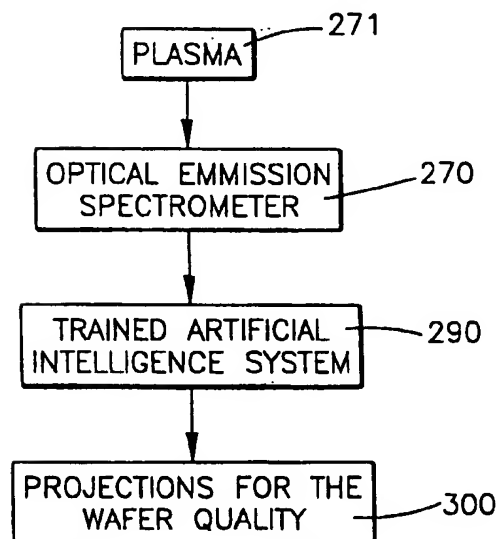 PLASMA
271
OPTICAL EMMISSION
SPECTROMETER
270
TRAINED ARTIFICIAL
INTELLIGENCE SYSTEM
290
PROJECTIONS FOR THE
WAFER QUALITY
300